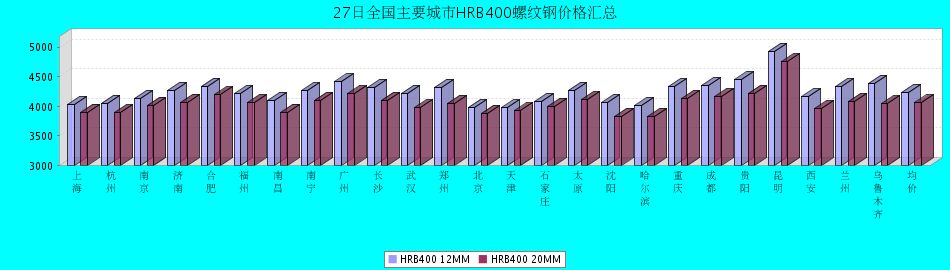 27日全国主要城市HRB400螺纹钢价格汇总
5000
4500
4000
3500
3000
上海 杭州 南京 济南 合肥 福州 南昌 南宁 广州 长沙 武汉 郑州 北京 天津 石家庄 太原 沈阳 哈尔滨 重庆 成都 贵阳 昆明 西安 兰州 乌鲁木齐 均价
HRB400 12MM HRB400 20MM